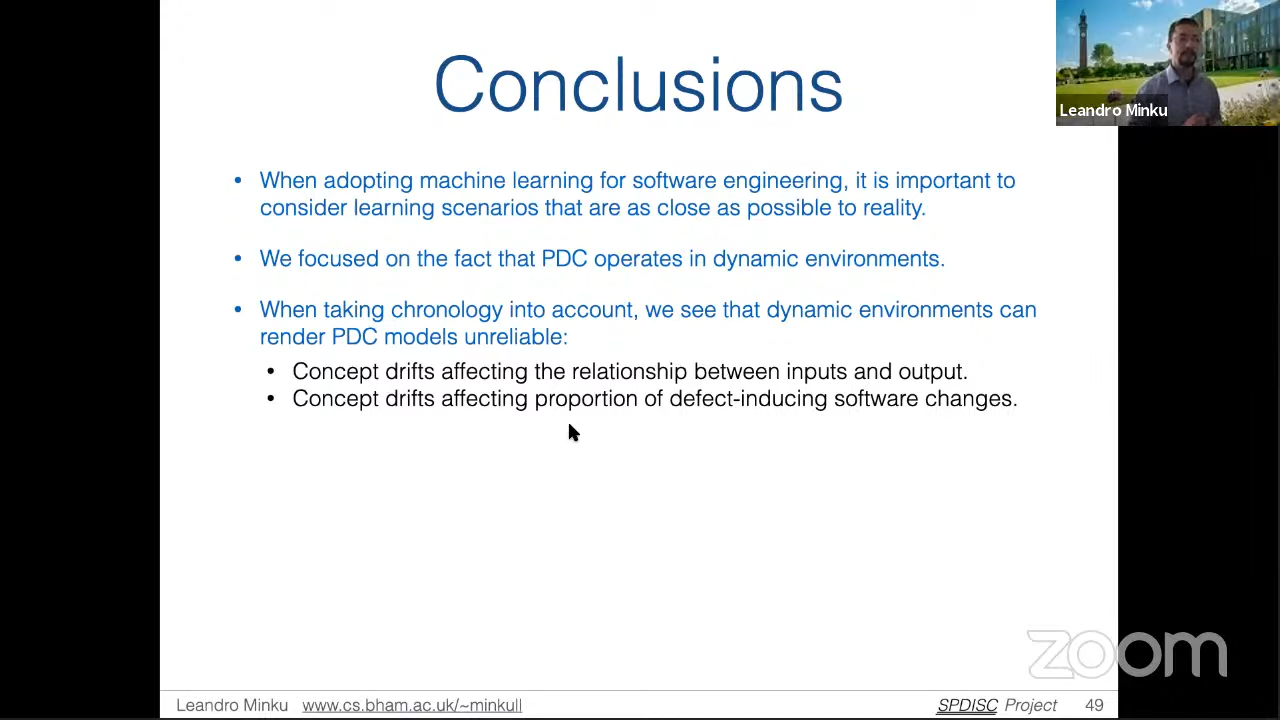 Conclusions
Leandro Minku
• When adopting machine learning for software engineering, it is important to
consider learning scenarios that are as close as possible to reality.
• We focused on the fact that PDC operates in dynamic environments.
• When taking chronology into account, we see that dynamic environments can
render PDC models unreliable:
• Concept drifts affecting the relationship between inputs and output.
• Concept drifts affecting proportion of defect-inducing software changes.
zoom
Leandro Minku www.cs.bham.ac.uk/~minkull SPDISC Project 49